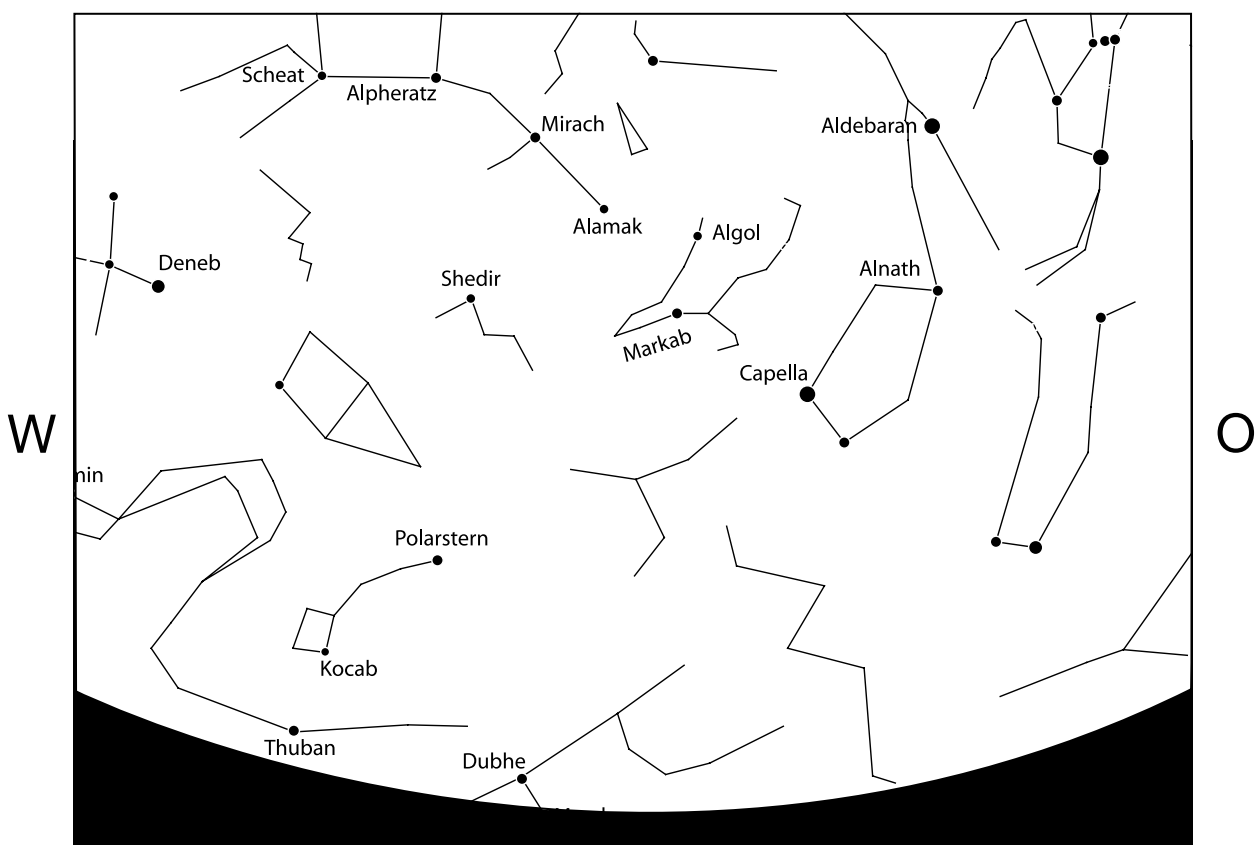 Scheat
Alpheratz
Mirach
Aldebaran
Alamak
Algol
Deneb
Alnath
Shedir
Markab
Capella
W
O
Polarstern
Kocab
Thuban
Dubhe